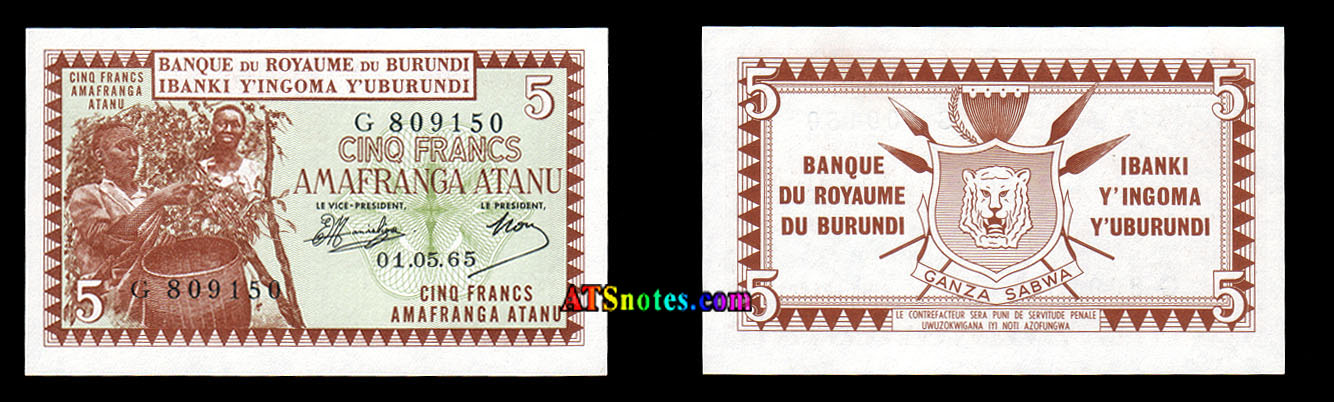 BANQUE DU ROYAUME DU BURUNDI
IBANKI Y'INGOMA Y'UBURUNDI
CINQ FRANCS
AMAFRANGA
ATANU
5
G 809150
CINQ FRANCS
AMAFRANGA ATANU
LE VICE-PRESIDENT, LE PRESIDENT,
01.05.65
5
G 809150
CINQ FRANCS
AMAFRANGA ATANU
ATSnotes.com
5 5
BANQUE
DU ROYAUME
DU BURUNDI
IBANKI
Y'INGOMA
Y'UBURUNDI
GANZA SABWA
5 5
LE CONTREFACTEUR SERA PUNI DE SERVITUDE PENALE
UWUZOKWIGANA IYI NOTI AZOFUNGWA